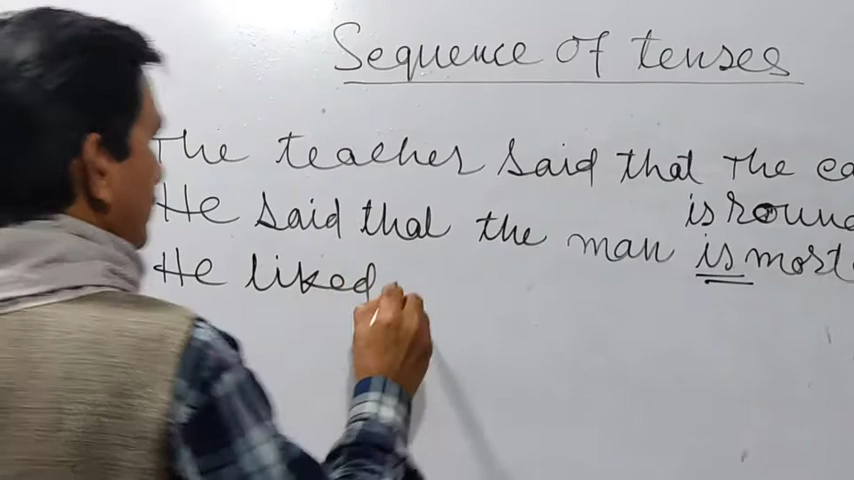 Sequence of tenses
The teacher said that The ea
is round
He said that the man is most
He liked